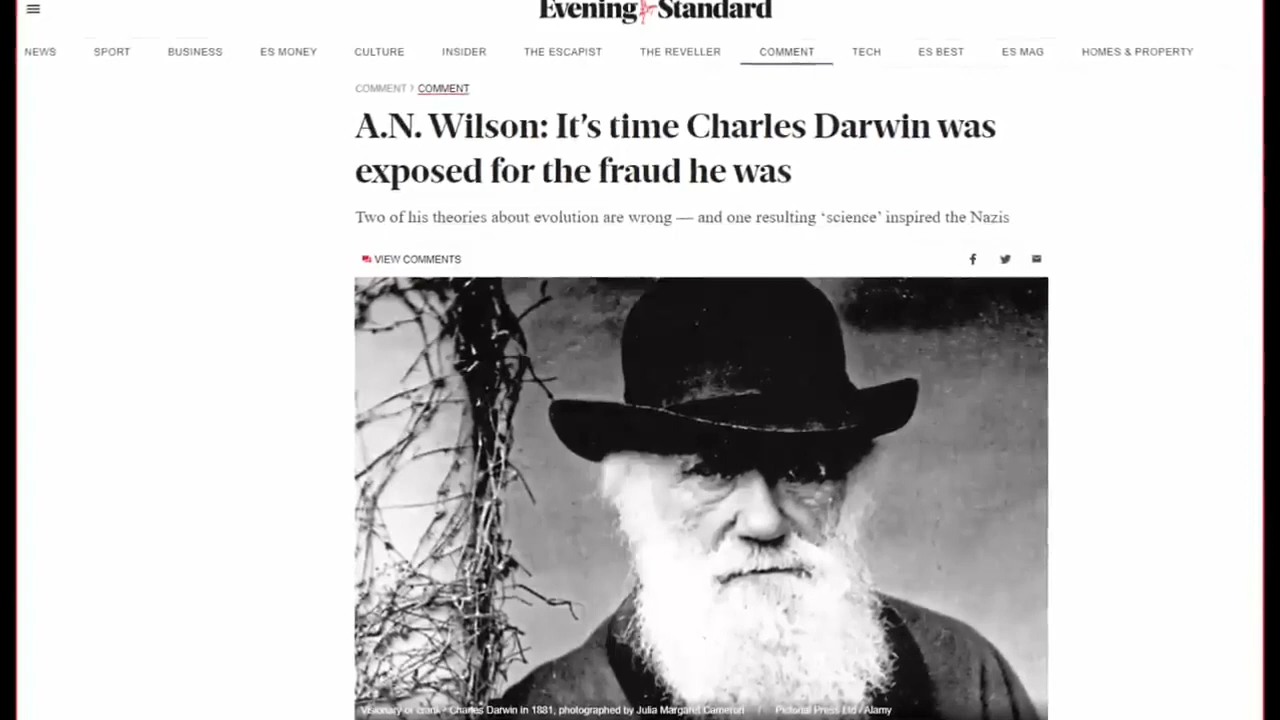 Evening Standard
NEWS SPORT BUSINESS ES MONEY CULTURE INSIDER THE ESCAPIST THE REVELLER COMMENT TECH ES BEST ES MAG HOMES & PROPERTY
COMMENT › COMMENT
A.N. Wilson: It's time Charles Darwin was
exposed for the fraud he was
Two of his theories about evolution are wrong — and one resulting ‘science’ inspired the Nazis
VIEW COMMENTS
Visionary or crank? Charles Darwin in 1881, photographed by Julia Margaret Cameron / Pictorial Press Ltd / Alamy